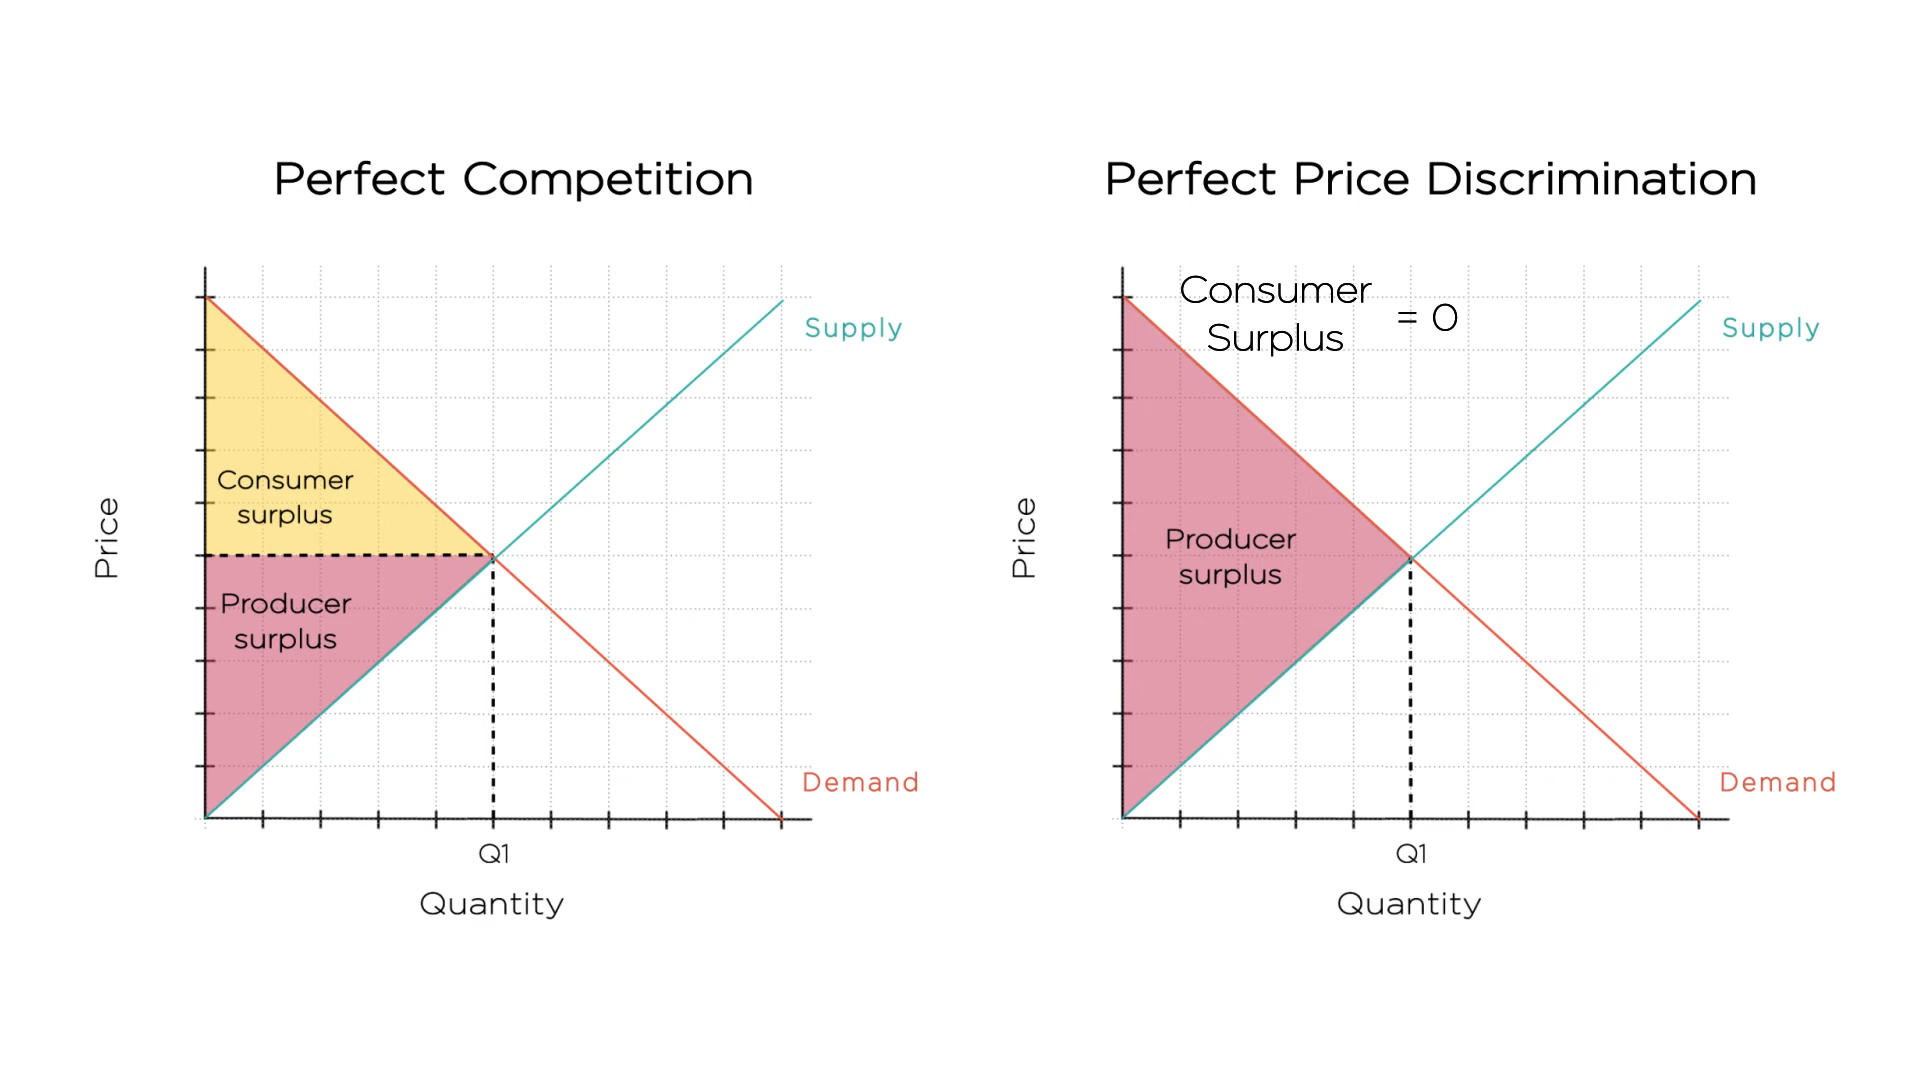 Perfect Competition
Price
Supply
Consumer
surplus
Producer
surplus
Demand
Q1
Quantity
Perfect Price Discrimination
Price
Consumer
Surplus
= 0
Supply
Producer
surplus
Demand
Q1
Quantity